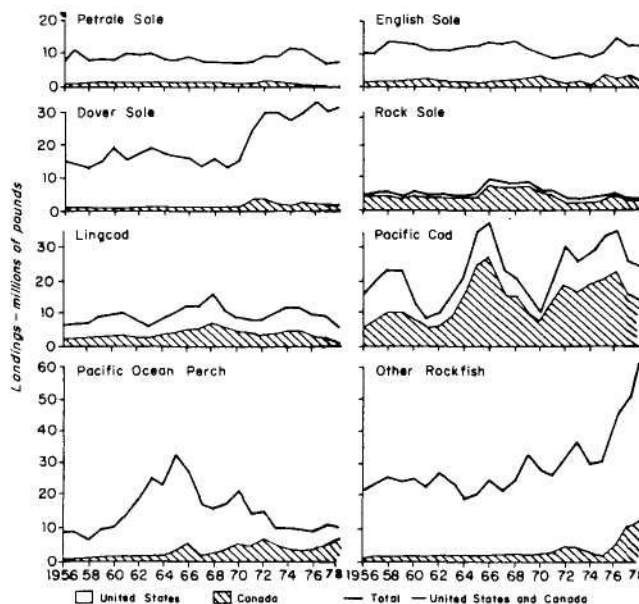 Landings - millions of pounds
Petrale Sole
20
10
0
English Sole
Dover Sole
30
20
10
0
Rock Sole
Lingcod
30
20
10
0
Pacific Cod
Pacific Ocean Perch
60
50
40
30
20
10
0
Other Rockfish
1956 58 60 62 64 66 68 70 72 74 76 78
1956 58 60 62 64 66 68 70 72 74 76 78
United States Canada Total United States and Canada